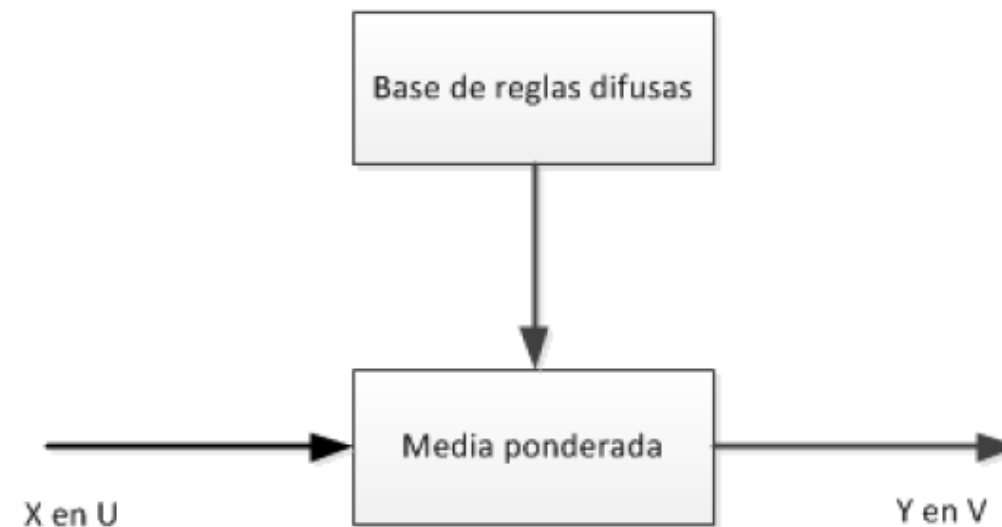 Base de reglas difusas
Media ponderada
X en U
Y en V